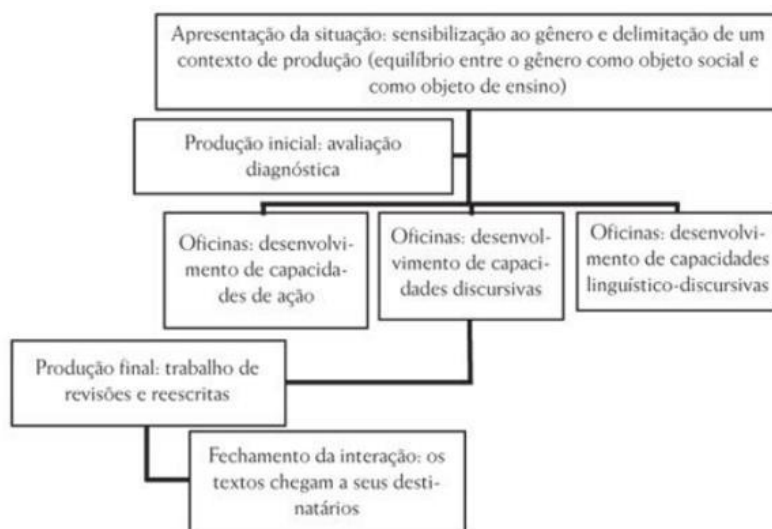 Apresentação da situação: sensibilização ao gênero e delimitação de um
contexto de produção (equilíbrio entre o gênero como objeto social e
como objeto de ensino)
Produção inicial: avaliação
diagnóstica
Oficinas: desenvolvi-
mento de capacida-
des de ação
Oficinas: desenvol-
vimento de capaci-
dades discursivas
Oficinas: desenvolvi-
mento de capacidades
linguístico-discursivas
Produção final: trabalho de
revisões e reescritas
Fechamento da interação: os
textos chegam a seus desti-
natários